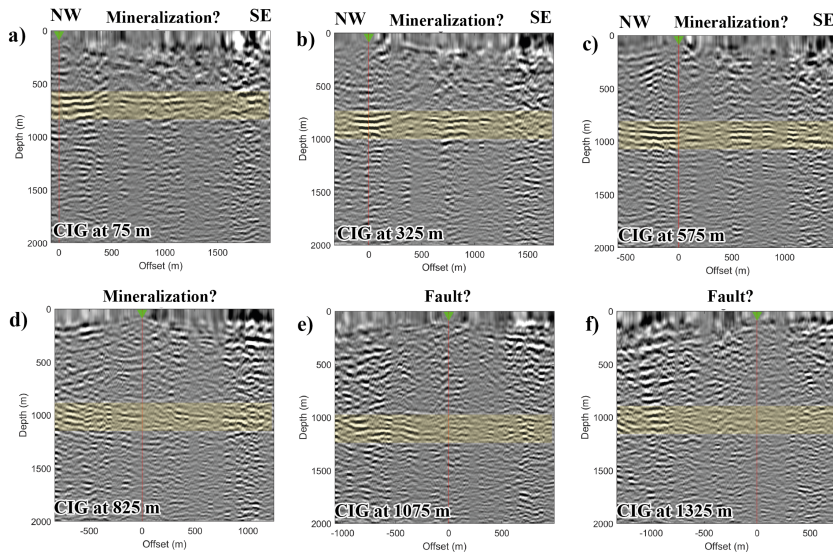 NW Mineralization? SE
a)
0
500
1000
1500
2000
Depth (m)
CIG at 75 m
0 500 1000 1500
Offset (m)
Mineralization?
b)
0
500
1000
1500
2000
Depth (m)
CIG at 325 m
0 500 1000 1500
Offset (m)
NW Mineralization? SE
c)
0
500
1000
1500
2000
Depth (m)
CIG at 575 m
-500 0 500 1000
Offset (m)
Mineralization?
d)
0
500
1000
1500
2000
Depth (m)
CIG at 825 m
-500 0 500 1000
Offset (m)
Fault?
e)
0
500
1000
1500
2000
Depth (m)
CIG at 1075 m
-1000 -500 0 500
Offset (m)
Fault?
f)
0
500
1000
1500
2000
Depth (m)
CIG at 1325 m
-1000 -500 0 500
Offset (m)